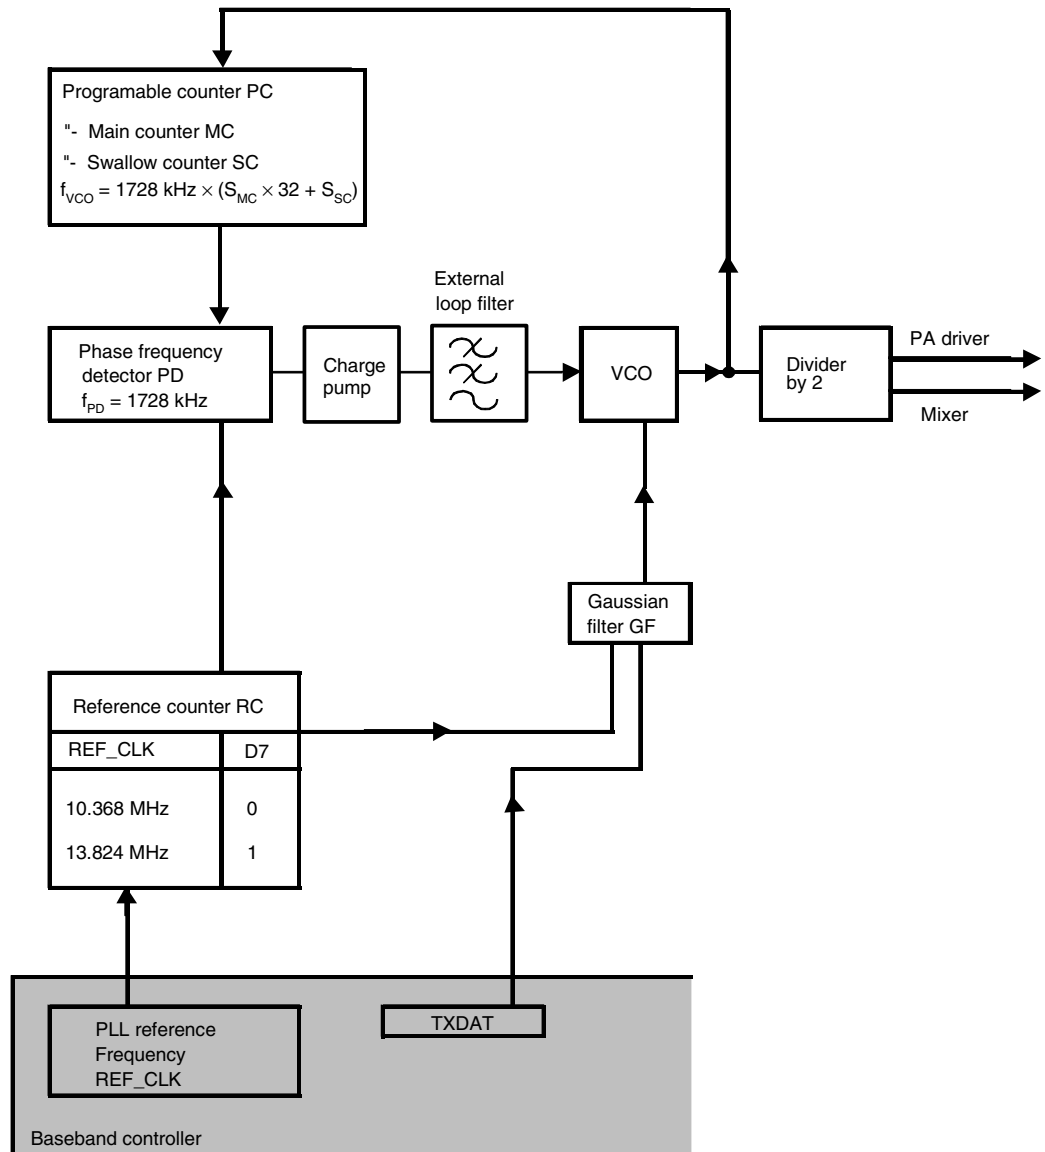 Programable counter PC
"- Main counter MC
"- Swallow counter SC
fVCO = 1728 kHz × (SMC × 32 + SSC)
External
loop filter
Phase frequency
detector PD
fPD = 1728 kHz
Charge
pump
VCO
Divider
by 2
PA driver
Mixer
Gaussian
filter GF
Reference counter RC
REF_CLK D7
10.368 MHz 0
13.824 MHz 1
PLL reference
Frequency
REF_CLK
TXDAT
Baseband controller